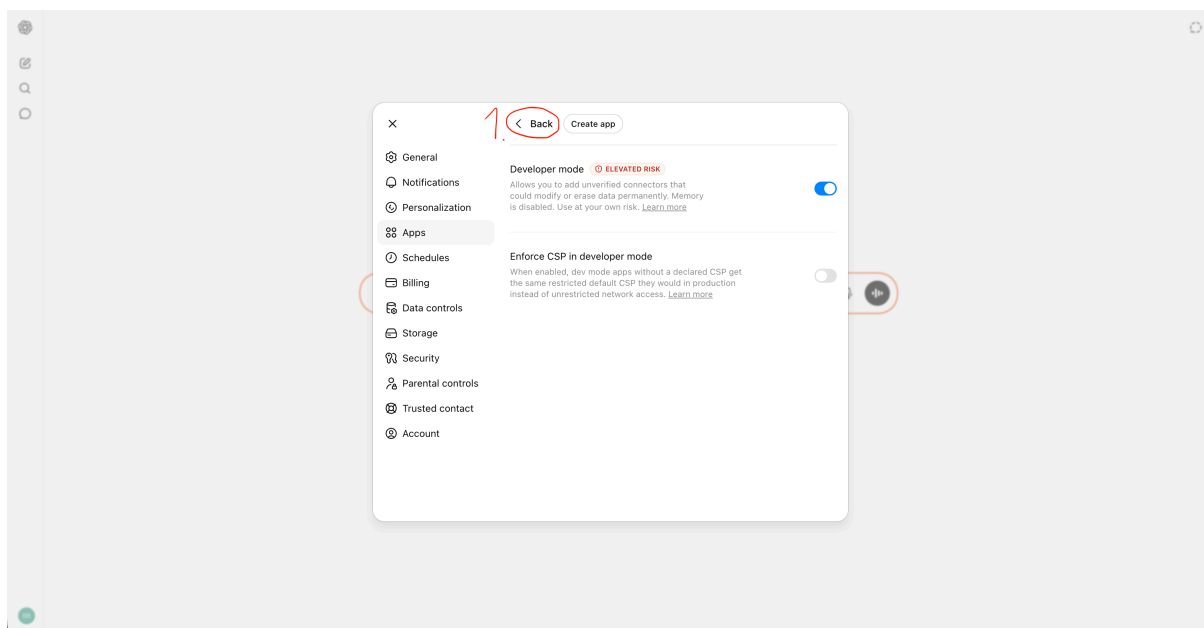 1.
Back
Create app
General
Notifications
Personalization
Apps
Schedules
Billing
Data controls
Storage
Security
Parental controls
Trusted contact
Account
Developer mode ELEVATED RISK
Allows you to add unverified connectors that
could modify or erase data permanently. Memory
is disabled. Use at your own risk. Learn more
Enforce CSP in developer mode
When enabled, dev mode apps without a declared CSP get
the same restricted default CSP they would in production
instead of unrestricted network access. Learn more